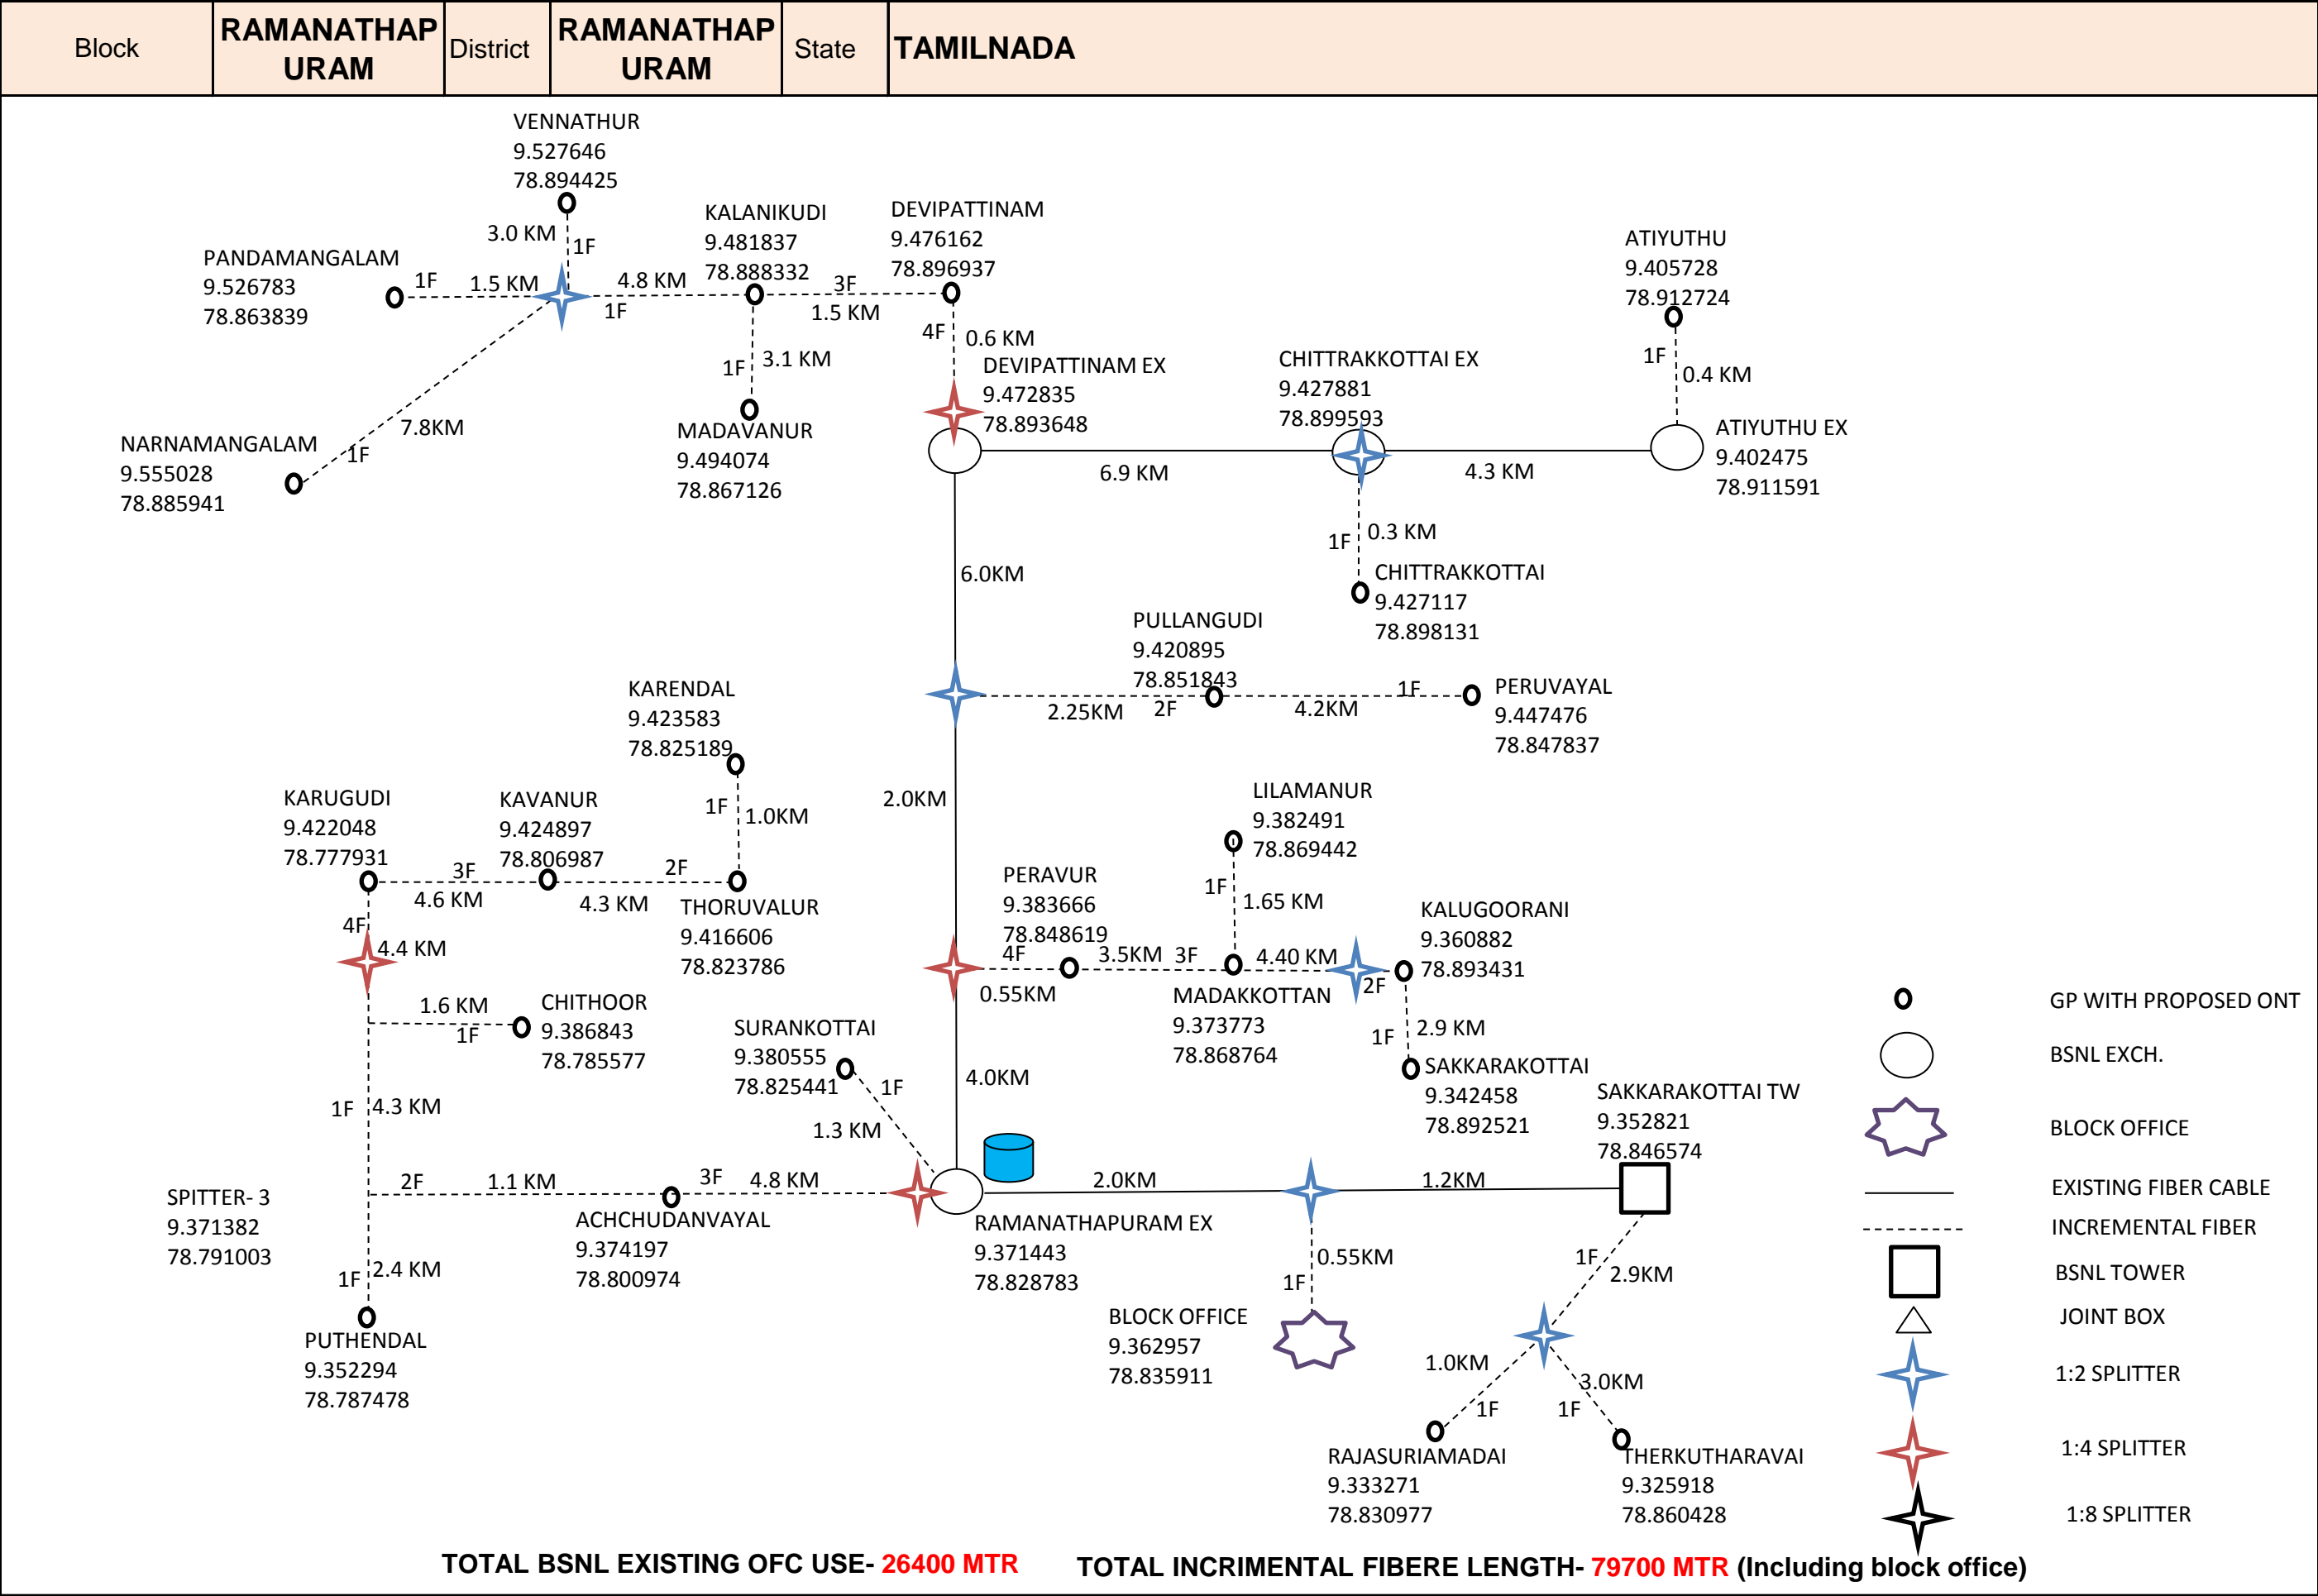 Block
RAMANATHAP
URAM
District
RAMANATHAP
URAM
State
TAMILNADA
VENNATHUR
9.527646
78.894425
3.0 KM
1F
PANDAMANGALAM
9.526783
78.863839
1F
1.5 KM
4.8 KM
1F
KALANIKUDI
9.481837
78.888332
3F
1.5 KM
DEVIPATTINAM
9.476162
78.896937
4F
0.6 KM
1F
3.1 KM
MADAVANUR
9.494074
78.867126
NARNAMANGALAM
9.555028
78.885941
7.8KM
1F
DEVIPATTINAM EX
9.472835
78.893648
CHITTRAKKOTTAI EX
9.427881
78.899593
ATIYUTHU
9.405728
78.912724
1F
0.4 KM
ATIYUTHU EX
9.402475
78.911591
6.9 KM
4.3 KM
1F
0.3 KM
CHITTRAKKOTTAI
9.427117
78.898131
6.0KM
PULLANGUDI
9.420895
78.851843
2.25KM
2F
4.2KM
1F
PERUVAYAL
9.447476
78.847837
KARENDAL
9.423583
78.825189
1F
1.0KM
2.0KM
KARUGUDI
9.422048
78.777931
KAVANUR
9.424897
78.806987
3F
4.6 KM
2F
4.3 KM
THORUVALUR
9.416606
78.823786
4F
4.4 KM
LILAMANUR
9.382491
78.869442
1F
1.65 KM
PERAVUR
9.383666
78.848619
4F
0.55KM
3.5KM
3F
4.40 KM
MADAKKOTTAN
9.373773
78.868764
KALUGOORANI
9.360882
78.893431
2F
1F
2.9 KM
SAKKARAKOTTAI
9.342458
78.892521
1.6 KM
1F
CHITHOOR
9.386843
78.785577
SURANKOTTAI
9.380555
78.825441
1F
1.3 KM
4.0KM
1F
4.3 KM
SPITTER- 3
9.371382
78.791003
2F
1.1 KM
3F
4.8 KM
ACHCHUDANVAYAL
9.374197
78.800974
1F
2.4 KM
PUTHENDAL
9.352294
78.787478
RAMANATHAPURAM EX
9.371443
78.828783
2.0KM
1.2KM
SAKKARAKOTTAI TW
9.352821
78.846574
0.55KM
1F
BLOCK OFFICE
9.362957
78.835911
1F
2.9KM
1.0KM
1F
3.0KM
1F
RAJASURIAMADAI
9.333271
78.830977
THERKUTHARAVAI
9.325918
78.860428
GP WITH PROPOSED ONT
BSNL EXCH.
BLOCK OFFICE
EXISTING FIBER CABLE
INCREMENTAL FIBER
BSNL TOWER
JOINT BOX
1:2 SPLITTER
1:4 SPLITTER
1:8 SPLITTER
TOTAL BSNL EXISTING OFC USE- 26400 MTR
TOTAL INCRIMENTAL FIBERE LENGTH- 79700 MTR (Including block office)